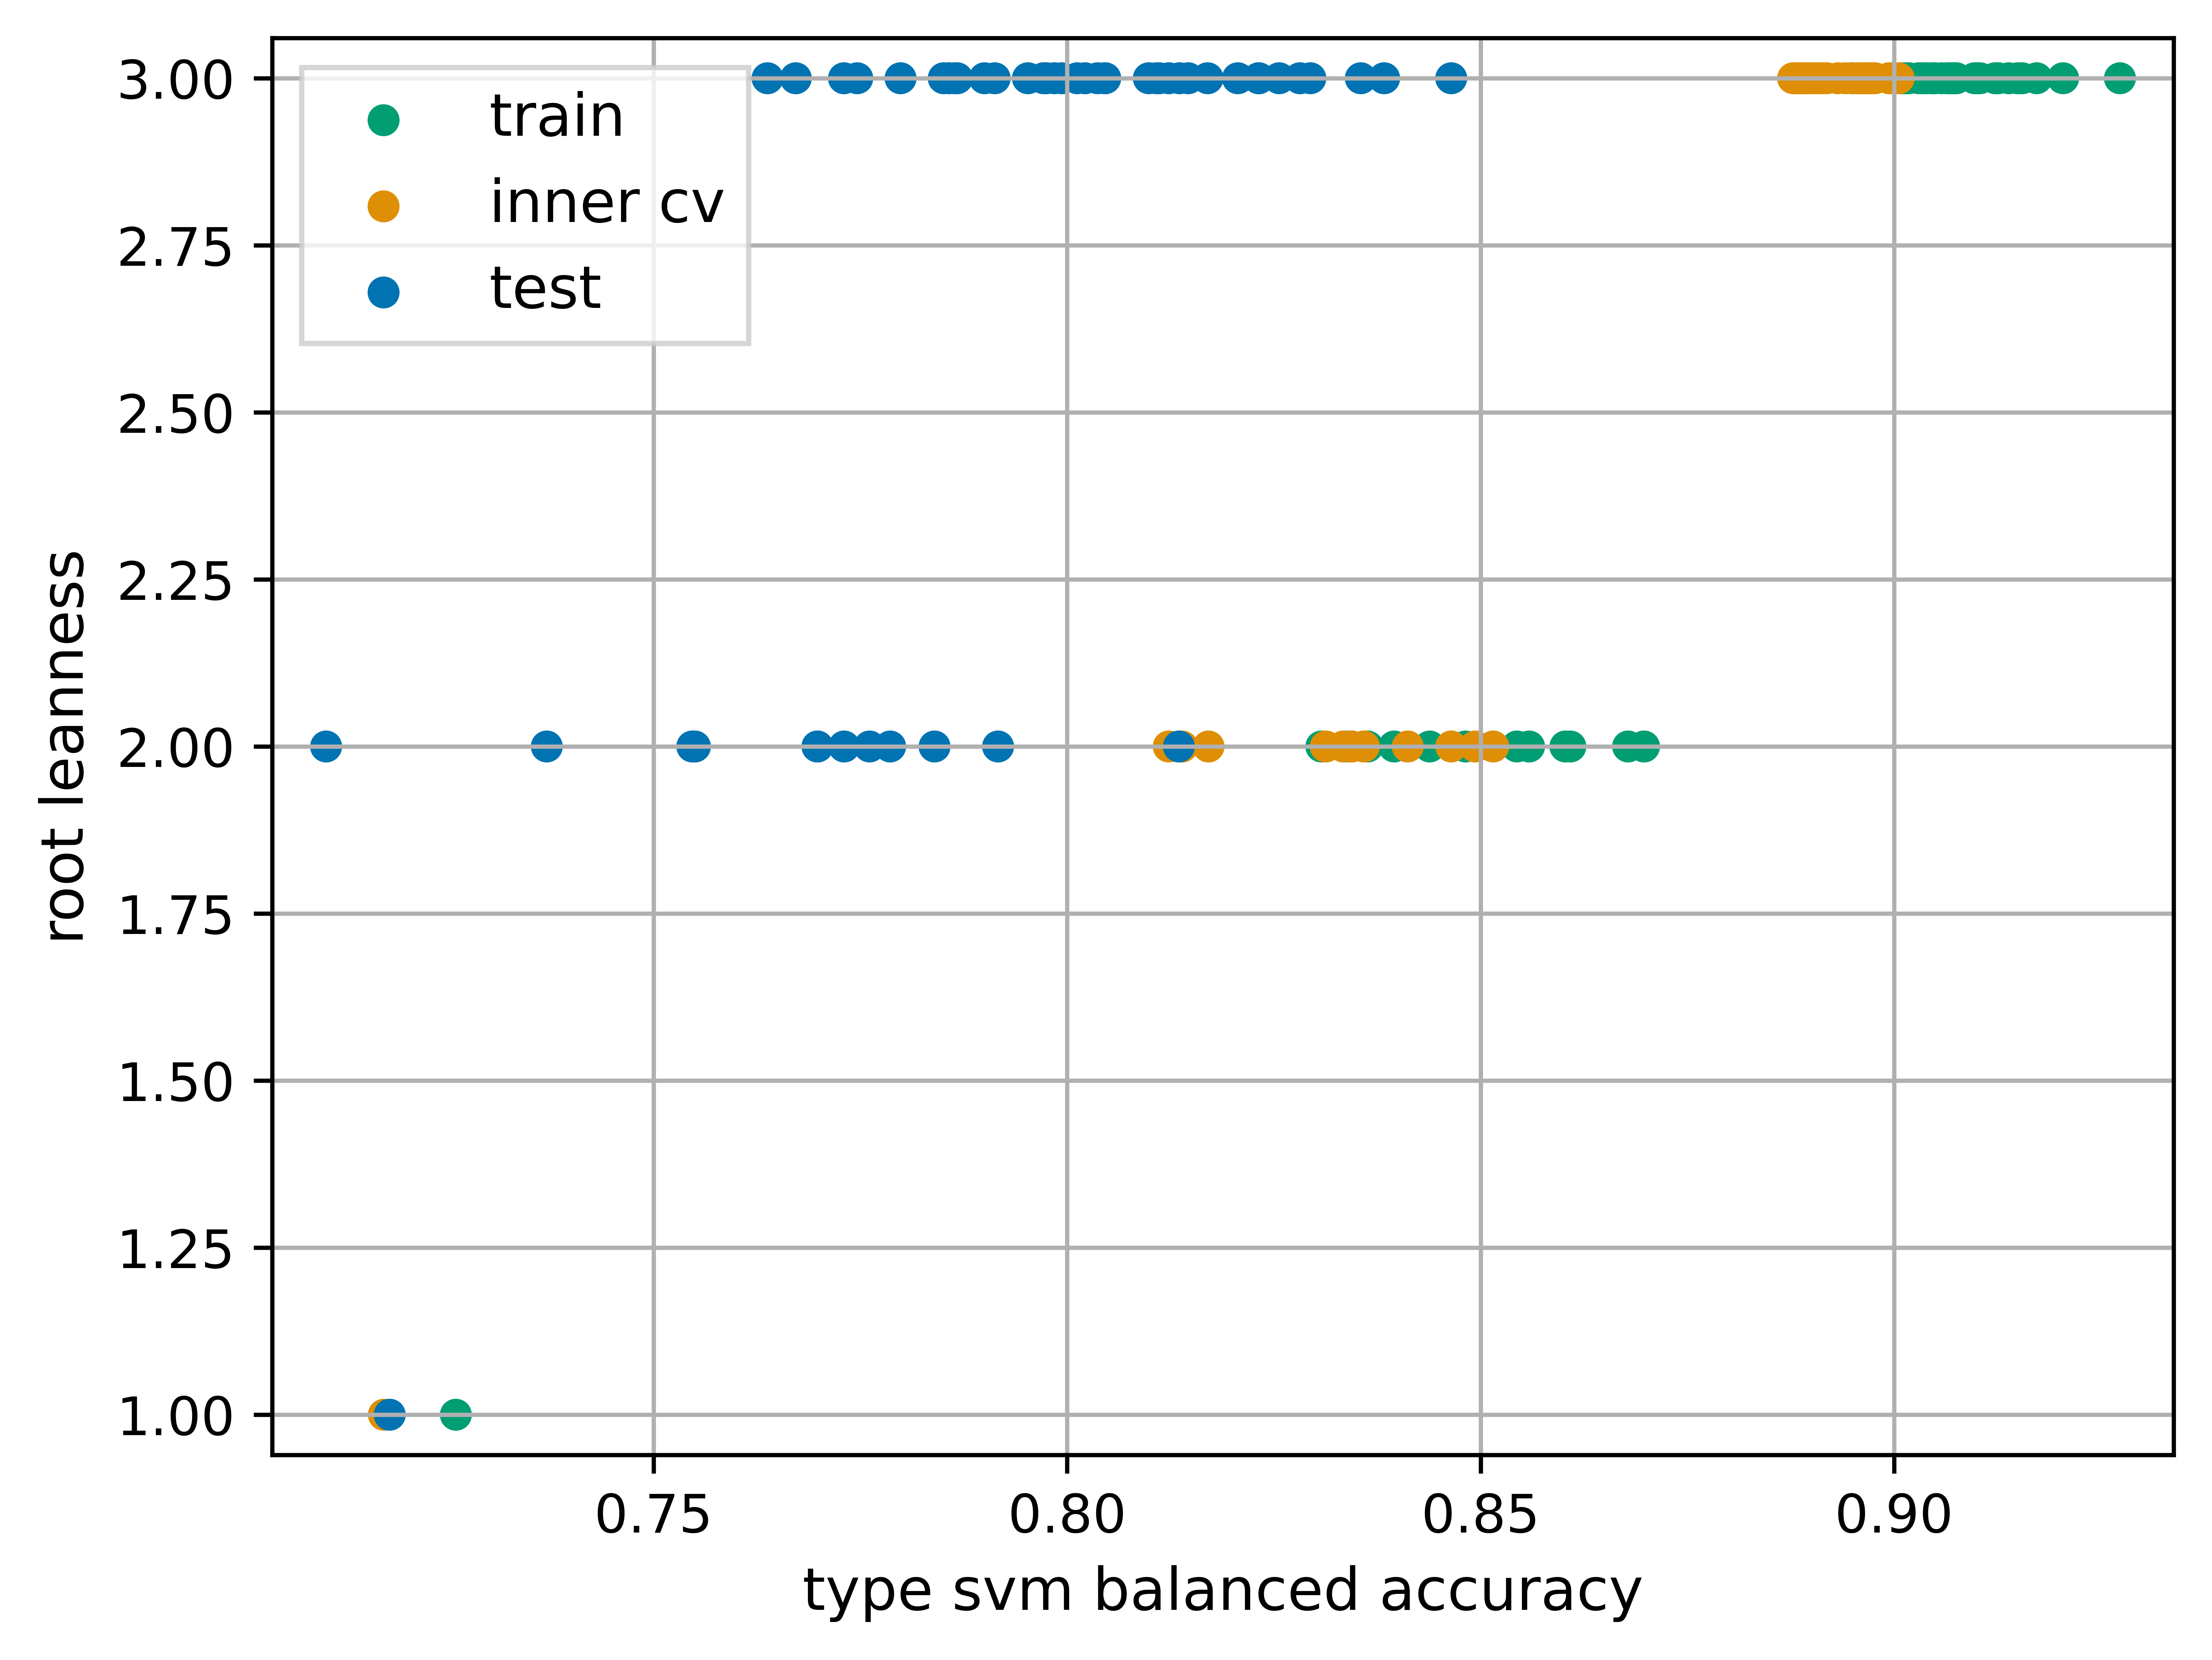 3.00
2.75
2.50
2.25
2.00
1.75
1.50
1.25
1.00
root leanness
train
inner cv
test
0.75 0.80 0.85 0.90
type svm balanced accuracy